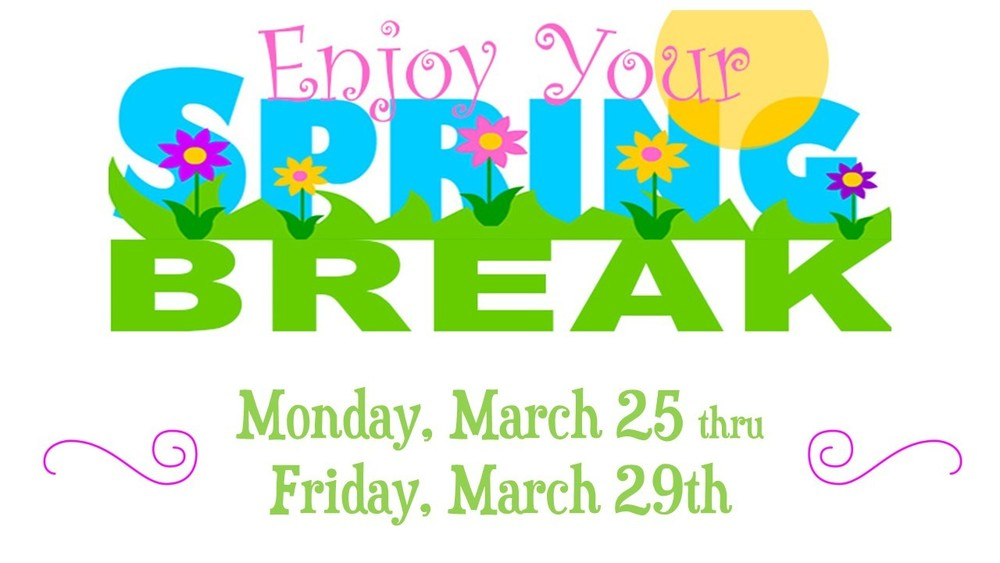 Enjoy Your
SPRING
BREAK
Monday, March 25 thru
Friday, March 29th